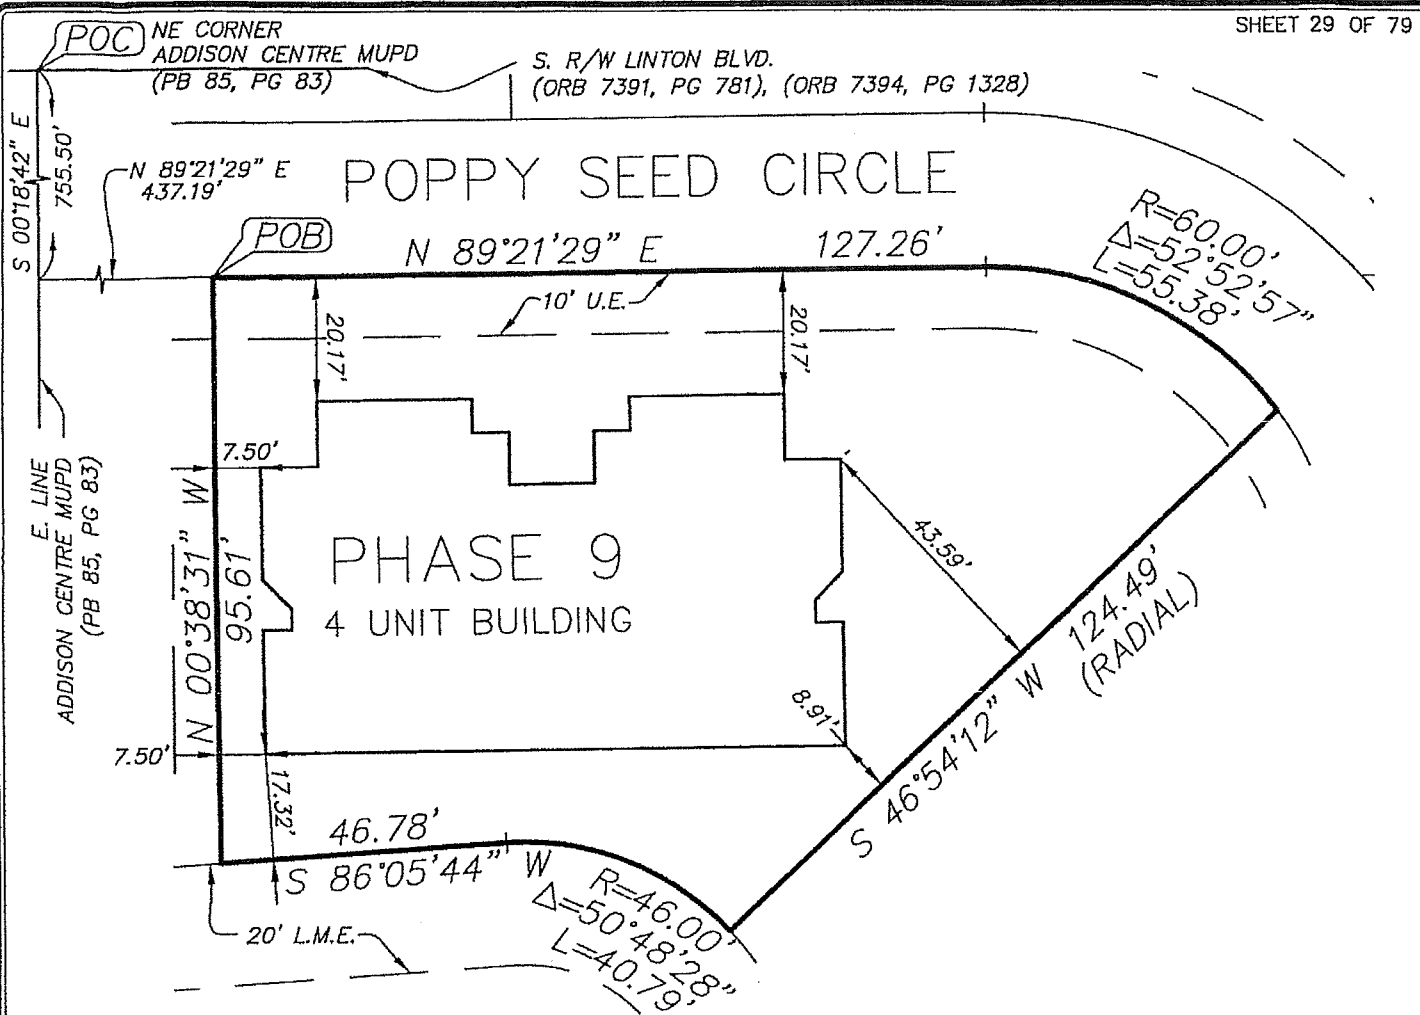 SHEET 29 OF 79
POC
NE CORNER
ADDISON CENTRE MUPD
(PB 85, PG 83)
S. R/W LINTON BLVD.
(ORB 7391, PG 781), (ORB 7394, PG 1328)
S 00°18'42" E
755.50'
N 89°21'29" E
437.19'
POPPY SEED CIRCLE
POB
N 89°21'29" E 127.26'
R=60.00'
Δ=52°52'57"
L=55.38'
10' U.E.
20.17'
20.17'
7.50'
E. LINE
ADDISON CENTRE MUPD
(PB 85, PG 83)
N 00°38'31" W
95.61'
PHASE 9
4 UNIT BUILDING
43.59'
124.49'
(RADIAL)
S 46°54'12" W
8.91'
7.50'
17.32'
46.78'
S 86°05'44" W
R=46.00'
Δ=50°48'28"
L=40.79'
20' L.M.E.